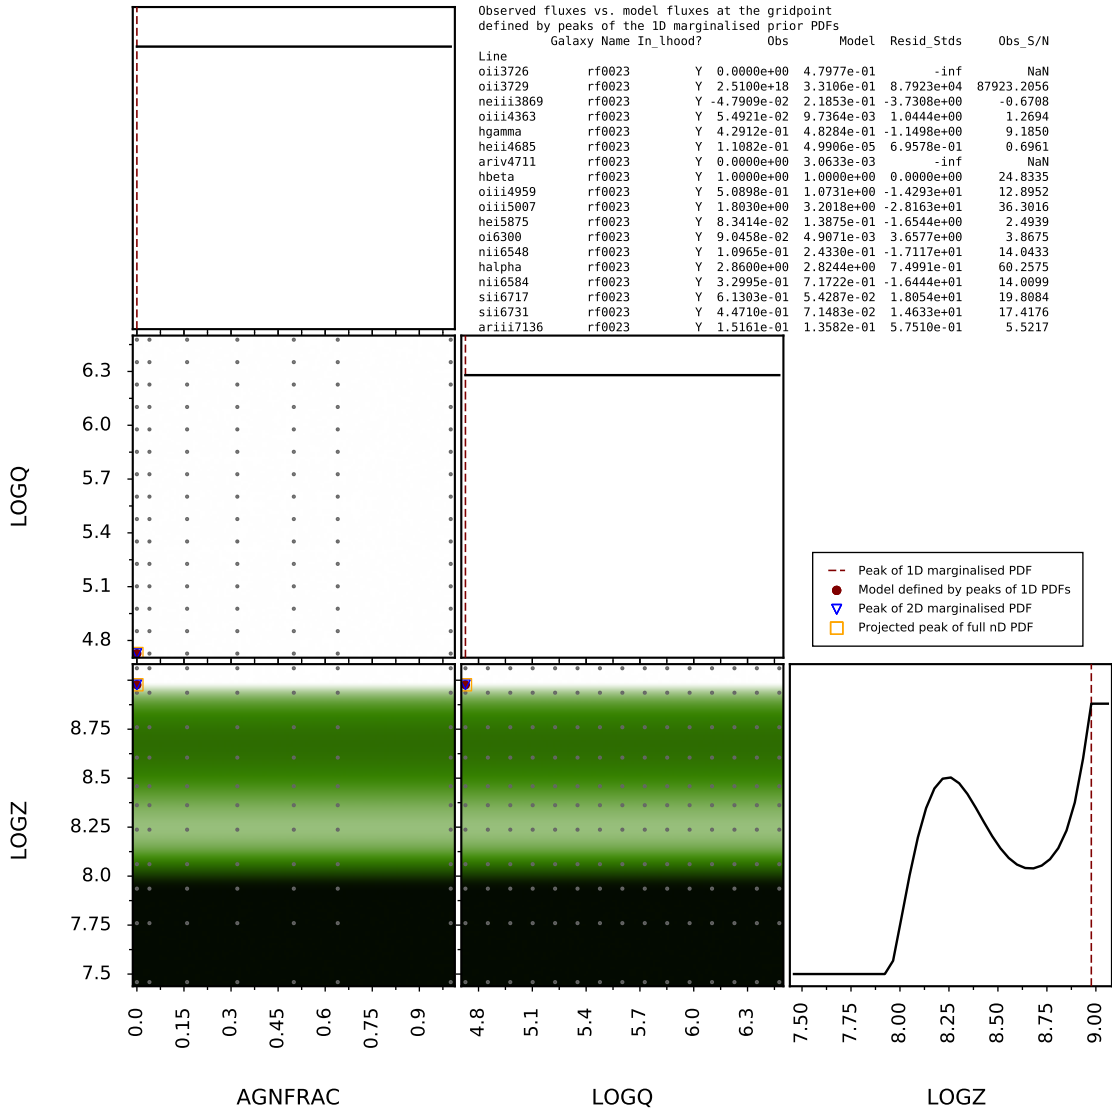 Observed fluxes vs. model fluxes at the gridpoint
defined by peaks of the 1D marginalised prior PDFs
Galaxy Name In_lhood? Obs Model Resid_Stds Obs_S/N
Line
oii3726 rf0023 Y 0.0000e+00 4.7977e-01 -inf NaN
oii3729 rf0023 Y 2.5100e+18 3.3106e-01 8.7923e+04 87923.2056
neiii3869 rf0023 Y -4.7909e-02 2.1853e-01 -3.7308e+00 -0.6708
oiii4363 rf0023 Y 5.4921e-02 9.7364e-03 1.0444e+00 1.2694
hgamma rf0023 Y 4.2912e-01 4.8284e-01 -1.1498e+00 9.1850
heii4685 rf0023 Y 1.1082e-01 4.9906e-05 6.9578e-01 0.6961
ariv4711 rf0023 Y 0.0000e+00 3.0633e-03 -inf NaN
hbeta rf0023 Y 1.0000e+00 1.0000e+00 0.0000e+00 24.8335
oiii4959 rf0023 Y 5.0898e-01 1.0731e+00 -1.4293e+01 12.8952
oiii5007 rf0023 Y 1.8030e+00 3.2018e+00 -2.8163e+01 36.3016
hei5875 rf0023 Y 8.3414e-02 1.3875e-01 -1.6544e+00 2.4939
oi6300 rf0023 Y 9.0458e-02 4.9071e-03 3.6577e+00 3.8675
nii6548 rf0023 Y 1.0965e-01 2.4330e-01 -1.7117e+01 14.0433
halpha rf0023 Y 2.8600e+00 2.8244e+00 7.4991e-01 60.2575
nii6584 rf0023 Y 3.2995e-01 7.1722e-01 -1.6444e+01 14.0099
sii6717 rf0023 Y 6.1303e-01 5.4287e-02 1.8054e+01 19.8084
sii6731 rf0023 Y 4.4710e-01 7.1483e-02 1.4633e+01 17.4176
ariii7136 rf0023 Y 1.5161e-01 1.3582e-01 5.7510e-01 5.5217
LOGQ
6.3
6.0
5.7
5.4
5.1
4.8
Peak of 1D marginalised PDF
Model defined by peaks of 1D PDFs
Peak of 2D marginalised PDF
Projected peak of full nD PDF
LOGZ
8.75
8.5
8.25
8.0
7.75
7.5
0.0 0.15 0.3 0.45 0.6 0.75 0.9
4.8 5.1 5.4 5.7 6.0 6.3
7.50 7.75 8.00 8.25 8.50 8.75 9.00
AGNFRAC LOGQ LOGZ